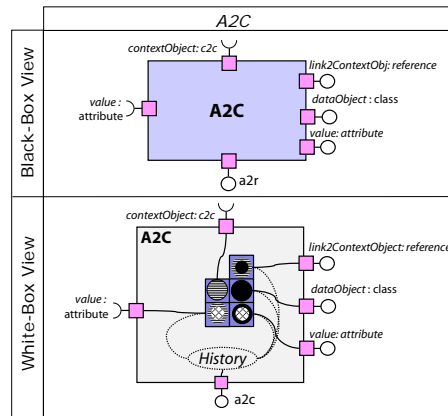 A2C
Black-Box View
contextObject: c2c
link2ContextObj: reference
A2C
dataObject : class
value :
attribute
value: attribute
a2r
White-Box View
contextObject: c2c
A2C
link2ContextObject: reference
dataObject : class
value :
attribute
value: attribute
History
a2c